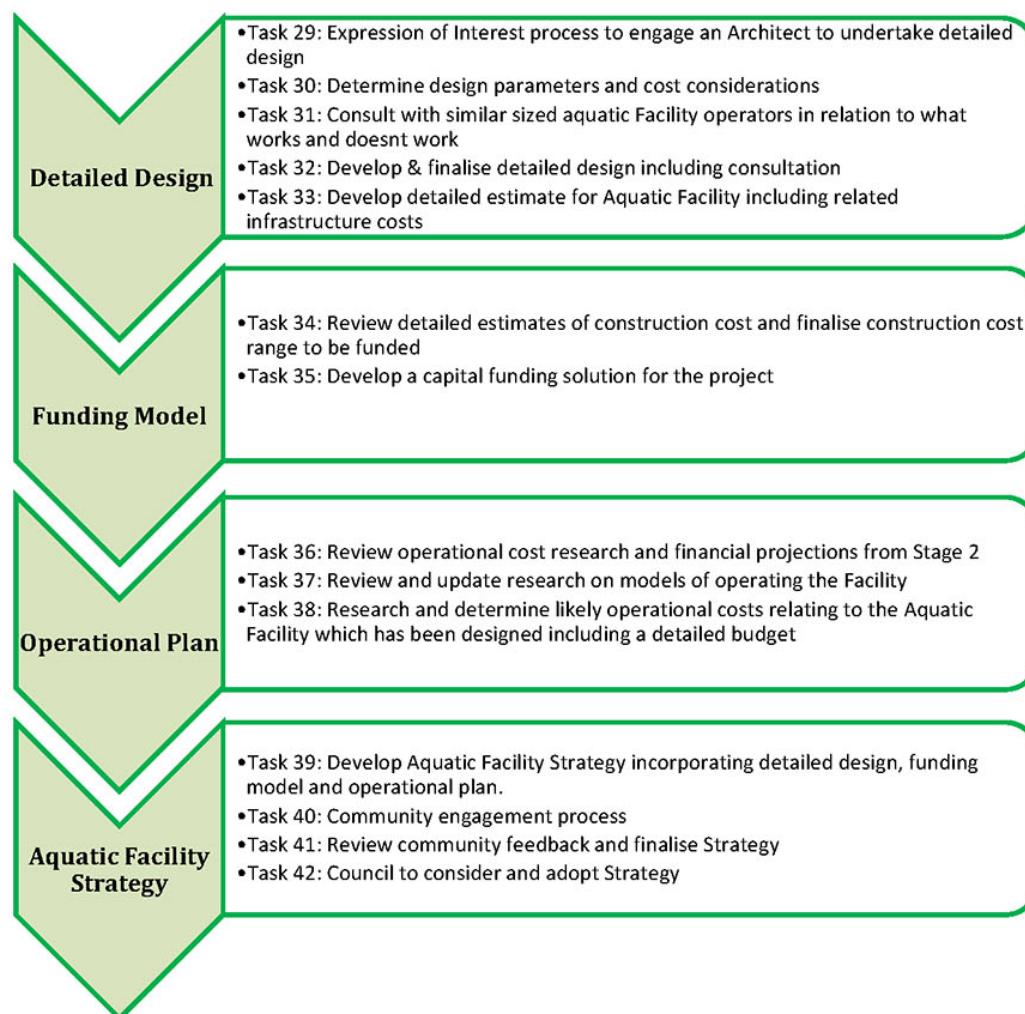 •Task 29: Expression of Interest process to engage an Architect to undertake detailed
design
•Task 30: Determine design parameters and cost considerations
•Task 31: Consult with similar sized aquatic Facility operators in relation to what
works and doesnt work
•Task 32: Develop & finalise detailed design including consultation
•Task 33: Develop detailed estimate for Aquatic Facility including related
infrastructure costs
Detailed Design
•Task 34: Review detailed estimates of construction cost and finalise construction cost
range to be funded
•Task 35: Develop a capital funding solution for the project
Funding Model
•Task 36: Review operational cost research and financial projections from Stage 2
•Task 37: Review and update research on models of operating the Facility
•Task 38: Research and determine likely operational costs relating to the Aquatic
Facility which has been designed including a detailed budget
Operational Plan
•Task 39: Develop Aquatic Facility Strategy incorporating detailed design, funding
model and operational plan.
•Task 40: Community engagement process
•Task 41: Review community feedback and finalise Strategy
•Task 42: Council to consider and adopt Strategy
Aquatic Facility
Strategy